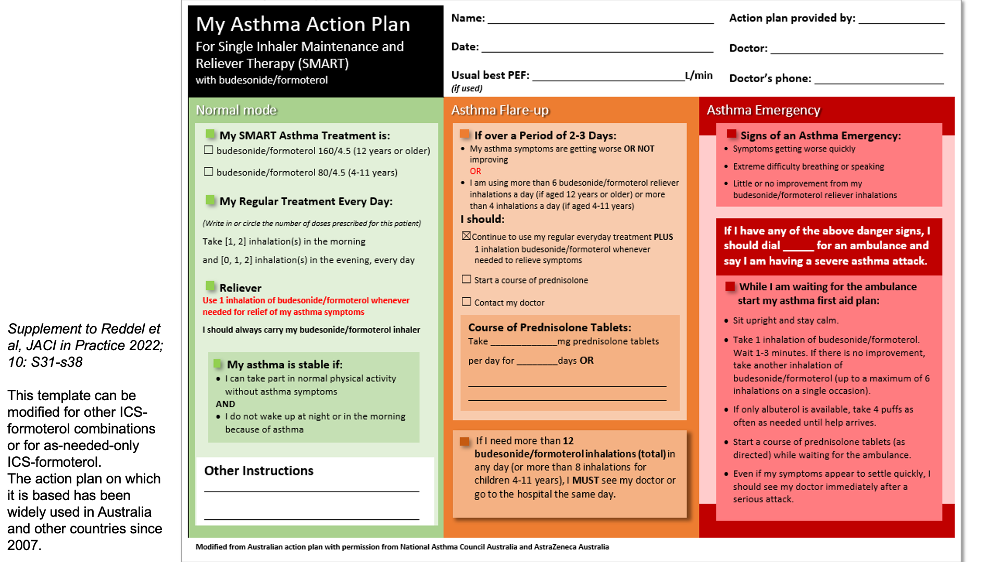 My Asthma Action Plan
For Single Inhaler Maintenance and
Reliever Therapy (SMART)
with budesonide/formoterol
Name:
Date:
Usual best PEF: L/min
(if used)
Action plan provided by:
Doctor:
Doctor's phone:
Normal mode
My SMART Asthma Treatment is:
budesonide/formoterol 160/4.5 (12 years or older)
budesonide/formoterol 80/4.5 (4-11 years)
My Regular Treatment Every Day:
(Write in or circle the number of doses prescribed for this patient)
Take [1, 2] inhalation(s) in the morning
and [0, 1, 2] inhalation(s) in the evening, every day
Reliever
Use 1 inhalation of budesonide/formoterol whenever
needed for relief of my asthma symptoms
I should always carry my budesonide/formoterol inhaler
My asthma is stable if:
• I can take part in normal physical activity
without asthma symptoms
AND
• I do not wake up at night or in the morning
because of asthma
Other Instructions
Asthma Flare-up
If over a Period of 2-3 Days:
• My asthma symptoms are getting worse OR NOT
improving
OR
• I am using more than 6 budesonide/formoterol reliever
inhalations a day (if aged 12 years or older) or more
than 4 inhalations a day (if aged 4-11 years)
I should:
Continue to use my regular everyday treatment PLUS
1 inhalation budesonide/formoterol whenever
needed to relieve symptoms
Start a course of prednisolone
Contact my doctor
Course of Prednisolone Tablets:
Take _____________mg prednisolone tablets
per day for ________days OR
If I need more than 12
budesonide/formoterol inhalations (total) in
any day (or more than 8 inhalations for
children 4-11 years), I MUST see my doctor or
go to the hospital the same day.
Asthma Emergency
Signs of an Asthma Emergency:
• Symptoms getting worse quickly
• Extreme difficulty breathing or speaking
• Little or no improvement from my
budesonide/formoterol reliever inhalations
If I have any of the above danger signs, I
should dial _____ for an ambulance and
say I am having a severe asthma attack.
While I am waiting for the ambulance
start my asthma first aid plan:
• Sit upright and stay calm.
• Take 1 inhalation of budesonide/formoterol.
Wait 1-3 minutes. If there is no improvement,
take another inhalation of
budesonide/formoterol (up to a maximum of 6
inhalations on a single occasion).
• If only albuterol is available, take 4 puffs as
often as needed until help arrives.
• Start a course of prednisolone tablets (as
directed) while waiting for the ambulance.
• Even if my symptoms appear to settle quickly, I
should see my doctor immediately after a
serious attack.
Modified from Australian action plan with permission from National Asthma Council Australia and AstraZeneca Australia
Supplement to Reddel et
al, JACI in Practice 2022;
10: S31-s38
This template can be
modified for other ICS-
formoterol combinations
or for as-needed-only
ICS-formoterol.
The action plan on which
it is based has been
widely used in Australia
and other countries since
2007.